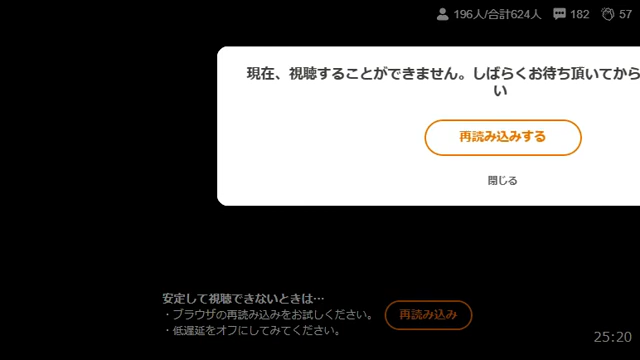 196人/合計624人 182 57
現在、視聴することができません。しばらくお待ち頂いてから
い
再読み込みする
閉じる
安定して視聴できないときは…
・ブラウザの再読み込みをお試しください。 再読み込み
・低遅延をオフにしてみてください。
25:20